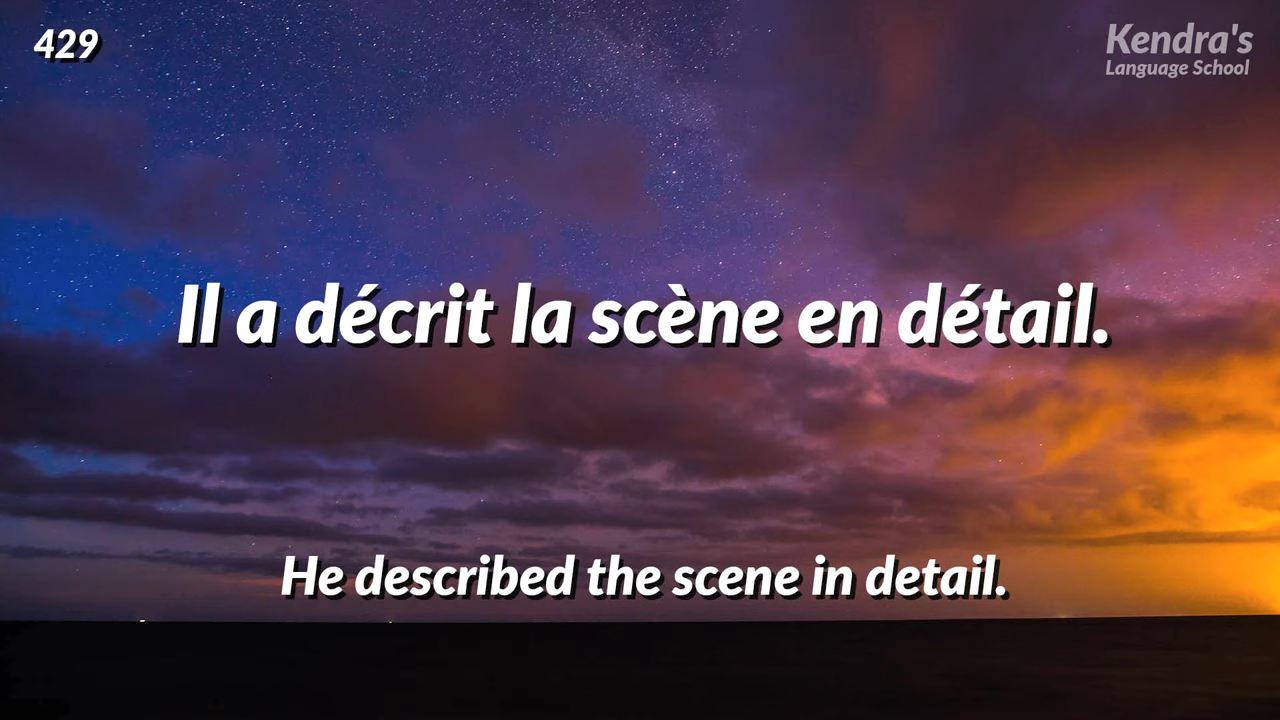 429
Kendra's
Language School
Il a décrit la scène en détail.
He described the scene in detail.